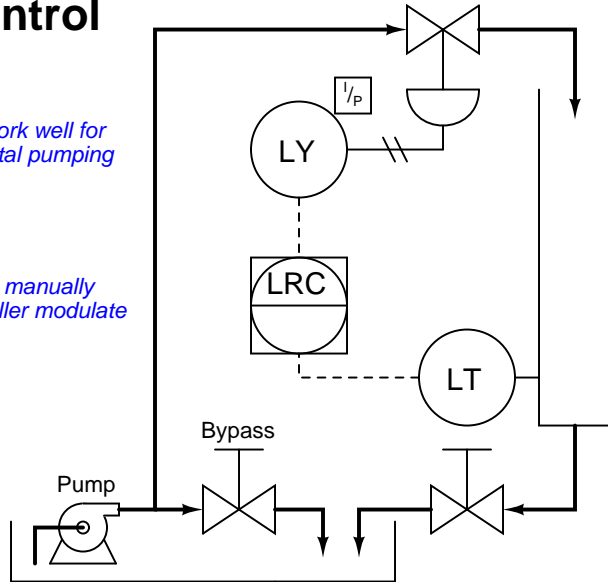 ntrol
I/P
ork well for
tal pumping
LY
manually
ller modulate
LRC
LT
Bypass
Pump